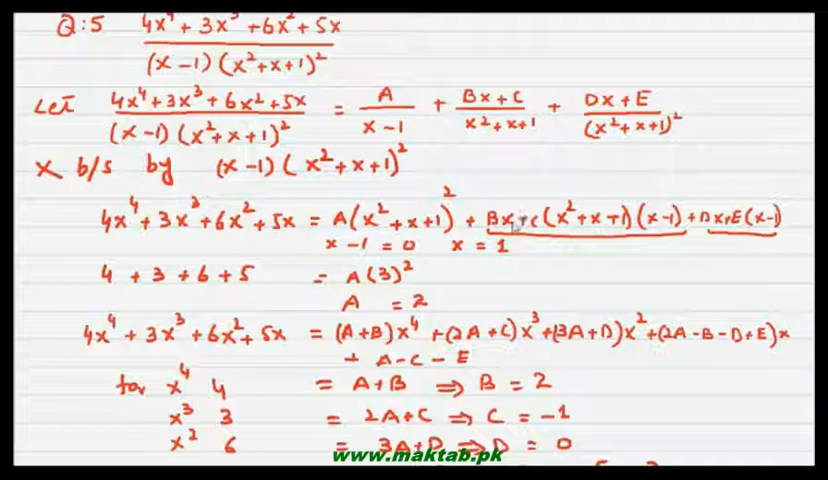 Q:5 4x⁴ + 3x³ + 6x² + 5x / (x-1)(x²+x+1)²
Let 4x⁴ + 3x³ + 6x² + 5x / (x-1)(x²+x+1)² = A / x-1 + Bx+C / x²+x+1 + Dx+E / (x²+x+1)²
X b/s by (x-1)(x²+x+1)²
4x⁴ + 3x³ + 6x² + 5x = A(x²+x+1)² + Bx+C(x²+x+1)(x-1) + Dx+E(x-1)
x-1=0 x=1
4 + 3 + 6 + 5 = A(3)²
A = 2
4x⁴ + 3x³ + 6x² + 5x = (A+B)x⁴ + (2A+C)x³ + (3A+D)x² + (2A-B-D+E)x
+ A-C-E
for x⁴ 4 = A+B ⇒ B = 2
x³ 3 = 2A+C ⇒ C = -1
x² 6 = 3A+D ⇒ D = 0
www.maktab.pk